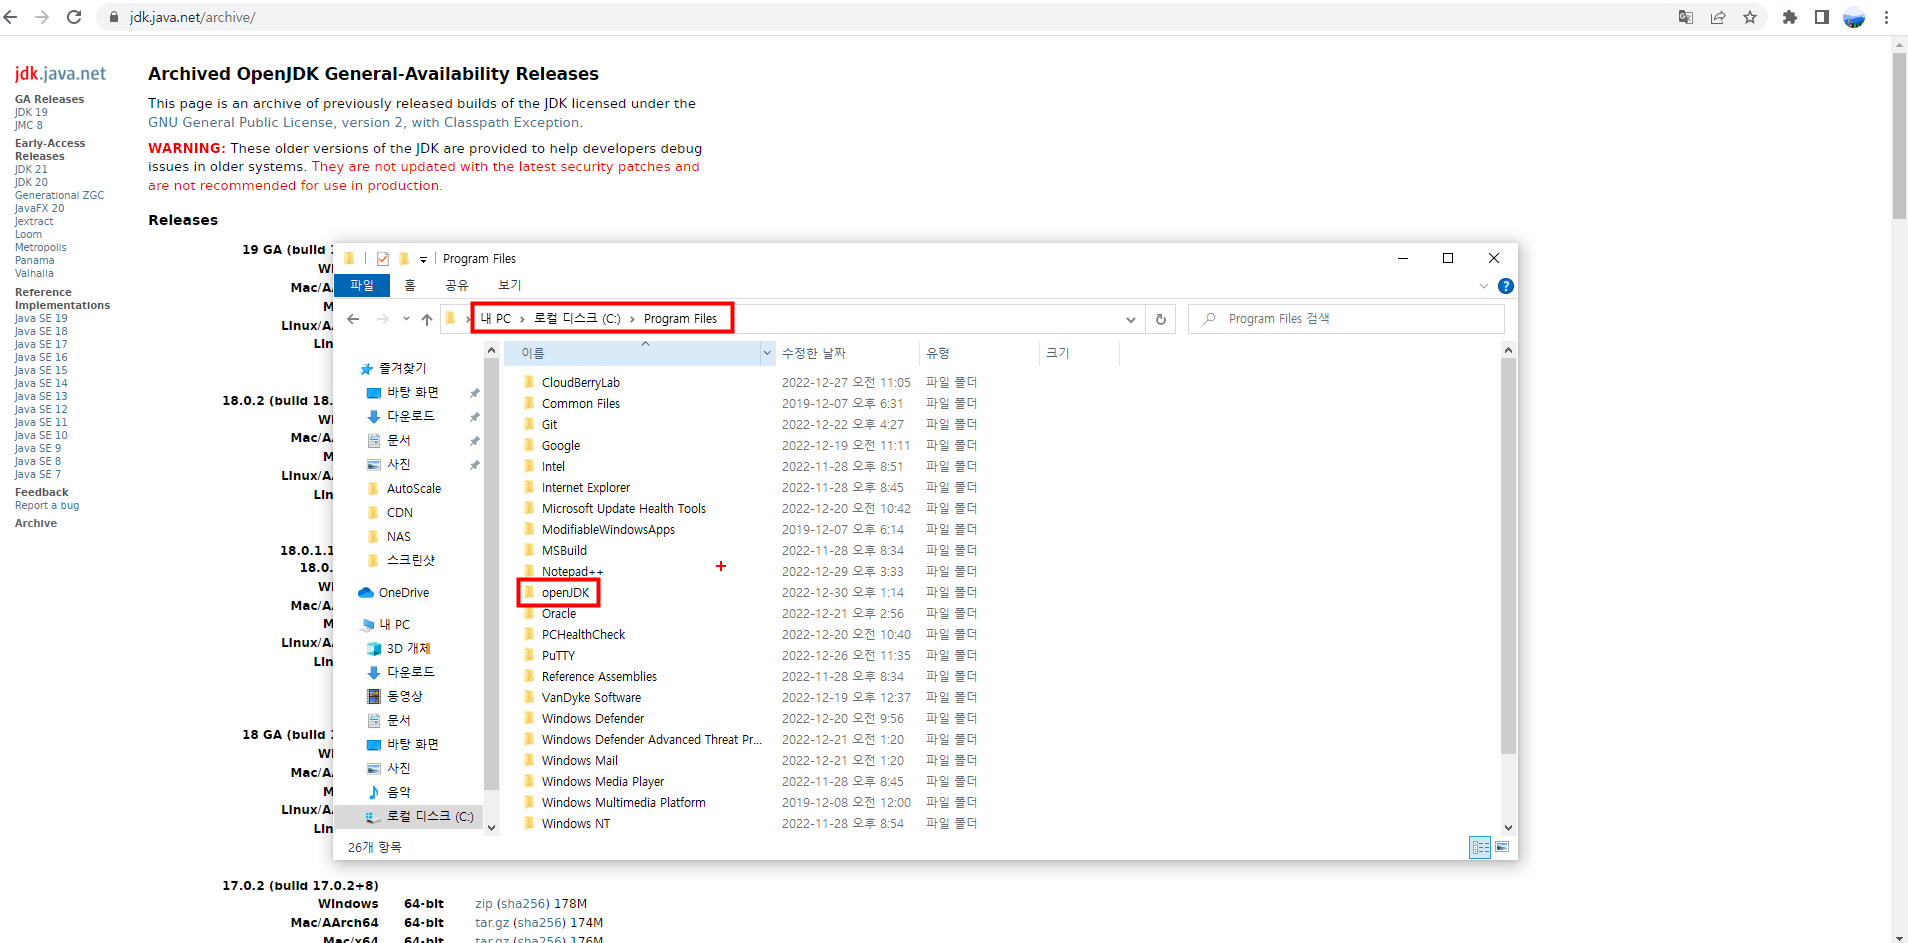 jdk.java.net/archive/
jdk.java.net
GA Releases
JDK 19
JMC 8
Early-Access
Releases
JDK 21
JDK 20
Generational ZGC
JavaFX 20
Jextract
Loom
Metropolis
Panama
Valhalla
Reference
Implementations
Java SE 19
Java SE 18
Java SE 17
Java SE 16
Java SE 15
Java SE 14
Java SE 13
Java SE 12
Java SE 11
Java SE 10
Java SE 9
Java SE 8
Java SE 7
Feedback
Report a bug
Archive
Archived OpenJDK General-Availability Releases
This page is an archive of previously released builds of the JDK licensed under the
GNU General Public License, version 2, with Classpath Exception.
WARNING: These older versions of the JDK are provided to help developers debug
issues in older systems. They are not updated with the latest security patches and
are not recommended for use in production.
Releases
19 GA (build
Mac/A
Linux/A
18.0.2 (build 18.
Mac/A
Linux/A
18.0.1.1
18.0.
Mac/A
Linux/A
18 GA (build
Mac/A
Linux/A
Program Files
파일 홈 공유 보기
내 PC > 로컬 디스크 (C:) > Program Files
Program Files 검색
즐겨찾기
바탕 화면
다운로드
문서
사진
AutoScale
CDN
NAS
스크린샷
OneDrive
내 PC
3D 개체
다운로드
동영상
문서
바탕 화면
사진
음악
로컬 디스크 (C:)
이름 수정한 날짜 유형 크기
CloudBerryLab 2022-12-27 오전 11:05 파일 폴더
Common Files 2019-12-07 오후 6:31 파일 폴더
Git 2022-12-22 오후 4:27 파일 폴더
Google 2022-12-19 오전 11:11 파일 폴더
Intel 2022-11-28 오후 8:51 파일 폴더
Internet Explorer 2022-11-28 오후 8:45 파일 폴더
Microsoft Update Health Tools 2022-12-20 오전 10:42 파일 폴더
ModifiableWindowsApps 2019-12-07 오후 6:14 파일 폴더
MSBuild 2022-11-28 오후 8:34 파일 폴더
Notepad++ 2022-12-29 오후 3:33 파일 폴더
openJDK 2022-12-30 오후 1:14 파일 폴더
Oracle 2022-12-21 오후 2:56 파일 폴더
PCHealthCheck 2022-12-20 오전 10:40 파일 폴더
PuTTY 2022-12-26 오전 11:35 파일 폴더
Reference Assemblies 2022-11-28 오후 8:34 파일 폴더
VanDyke Software 2022-12-19 오후 12:37 파일 폴더
Windows Defender 2022-12-20 오전 9:56 파일 폴더
Windows Defender Advanced Threat Pr... 2022-12-21 오전 1:20 파일 폴더
Windows Mail 2022-12-21 오전 1:20 파일 폴더
Windows Media Player 2022-11-28 오후 8:45 파일 폴더
Windows Multimedia Platform 2019-12-08 오전 12:00 파일 폴더
Windows NT 2022-11-28 오후 8:54 파일 폴더
26개 항목
17.0.2 (build 17.0.2+8)
Windows 64-bit zip (sha256) 178M
Mac/AArch64 64-bit tar.gz (sha256) 174M
Mac/x64 64-bit tar.gz (sha256) 176M